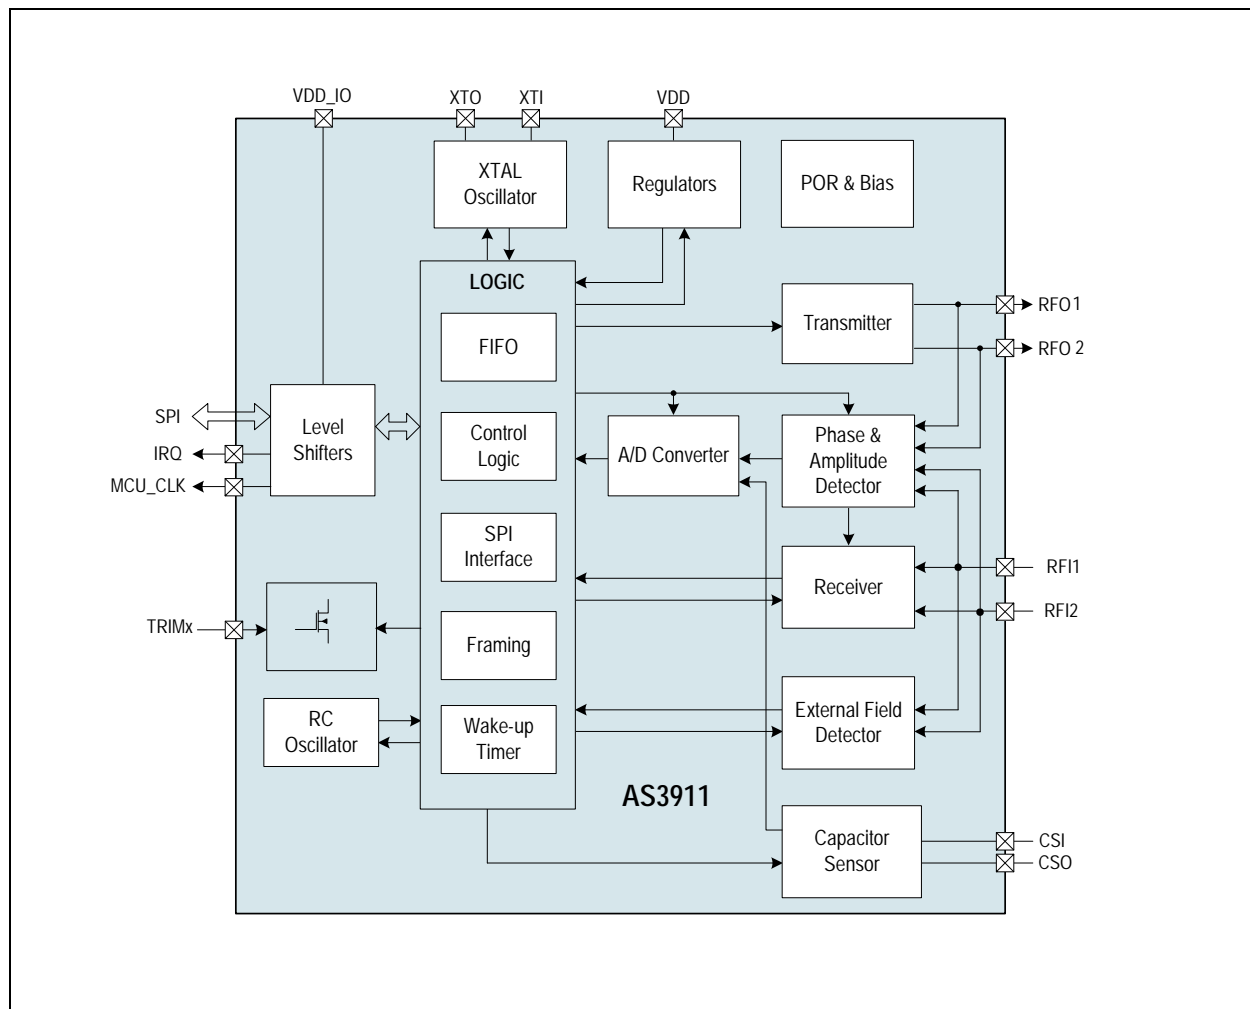 VDD_IO
XTO
XTI
VDD
XTAL
Oscillator
Regulators
POR & Bias
LOGIC
FIFO
Control
Logic
SPI
Interface
Framing
Wake-up
Timer
Transmitter
RFO1
RFO 2
SPI
IRQ
MCU_CLK
Level
Shifters
A/D Converter
Phase &
Amplitude
Detector
Receiver
RFI1
RFI2
TRIMx
RC
Oscillator
External Field
Detector
AS3911
Capacitor
Sensor
CSI
CSO